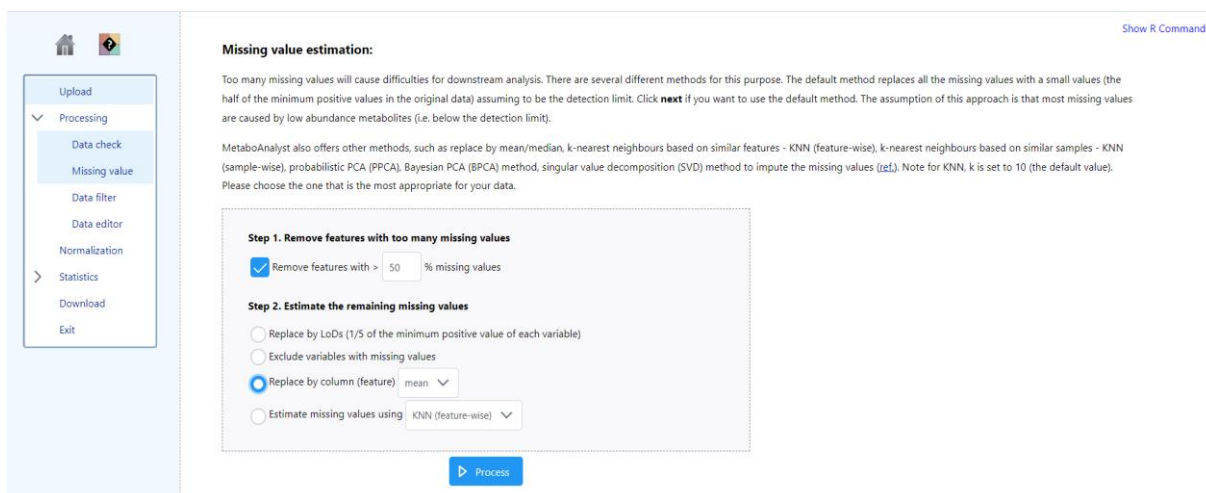 Show R Command
Upload
Processing
Data check
Missing value
Data filter
Data editor
Normalization
Statistics
Download
Exit
Missing value estimation:
Too many missing values will cause difficulties for downstream analysis. There are several different methods for this purpose. The default method replaces all the missing values with a small values (the
half of the minimum positive values in the original data) assuming to be the detection limit. Click next if you want to use the default method. The assumption of this approach is that most missing values
are caused by low abundance metabolites (i.e. below the detection limit).
MetaboAnalyst also offers other methods, such as replace by mean/median, k-nearest neighbours based on similar features - KNN (feature-wise), k-nearest neighbours based on similar samples - KNN
(sample-wise), probabilistic PCA (PPCA), Bayesian PCA (BPCA) method, singular value decomposition (SVD) method to impute the missing values (ref.). Note for KNN, k is set to 10 (the default value).
Please choose the one that is the most appropriate for your data.
Step 1. Remove features with too many missing values
Remove features with > 50 % missing values
Step 2. Estimate the remaining missing values
Replace by LoDs (1/5 of the minimum positive value of each variable)
Exclude variables with missing values
Replace by column (feature) mean
Estimate missing values using KNN (feature-wise)
Process